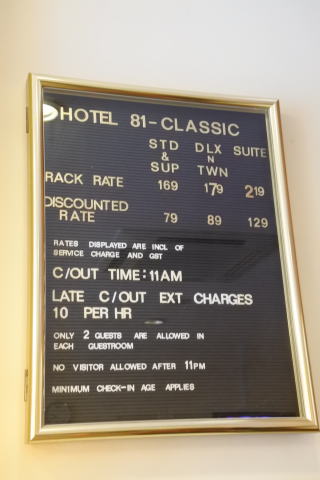 HOTEL 81-CLASSIC
STD DLX SUITE
& N
SUP TWN
RACK RATE 169 179 219
DISCOUNTED
RATE 79 89 129
RATES DISPLAYED ARE INCL OF
SERVICE CHARGE AND GST
C/OUT TIME: 11AM
LATE C/OUT EXT CHARGES
10 PER HR
ONLY 2 GUESTS ARE ALLOWED IN
EACH GUESTROOM
NO VISITOR ALLOWED AFTER 11PM
MINIMUM CHECK-IN AGE APPLIES